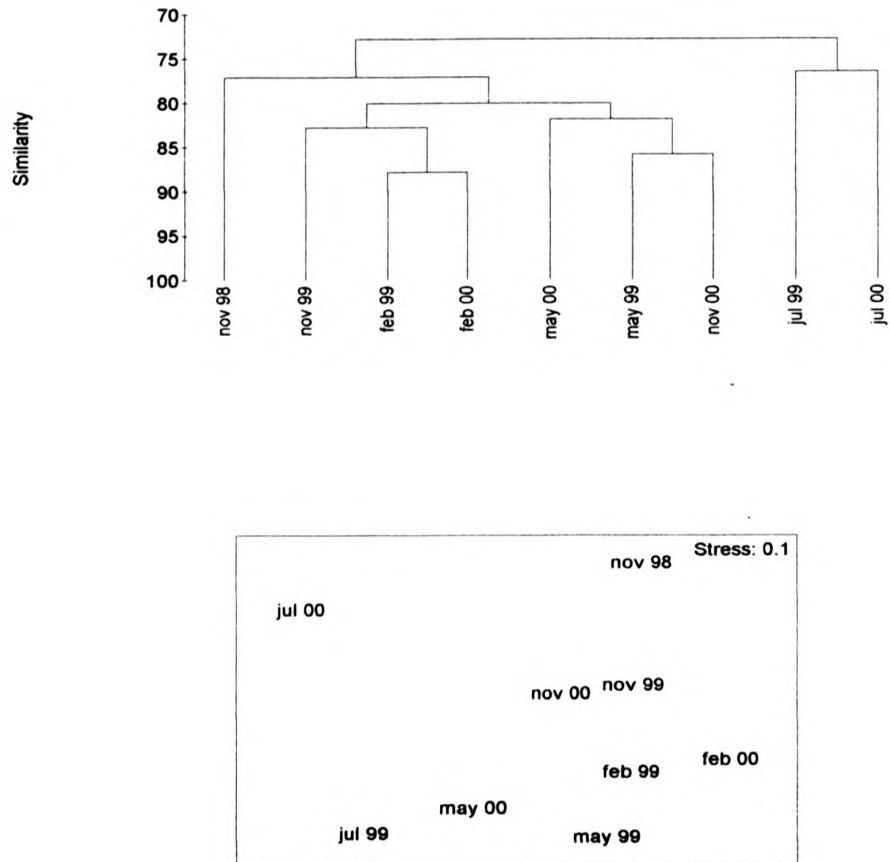 70
75
80
85
90
95
100
Similarity
nov 98
nov 99
feb 99
feb 00
may 00
may 99
nov 00
jul 99
jul 00
Stress: 0.1
nov 98
jul 00
nov 00
nov 99
feb 00
feb 99
may 00
jul 99
may 99